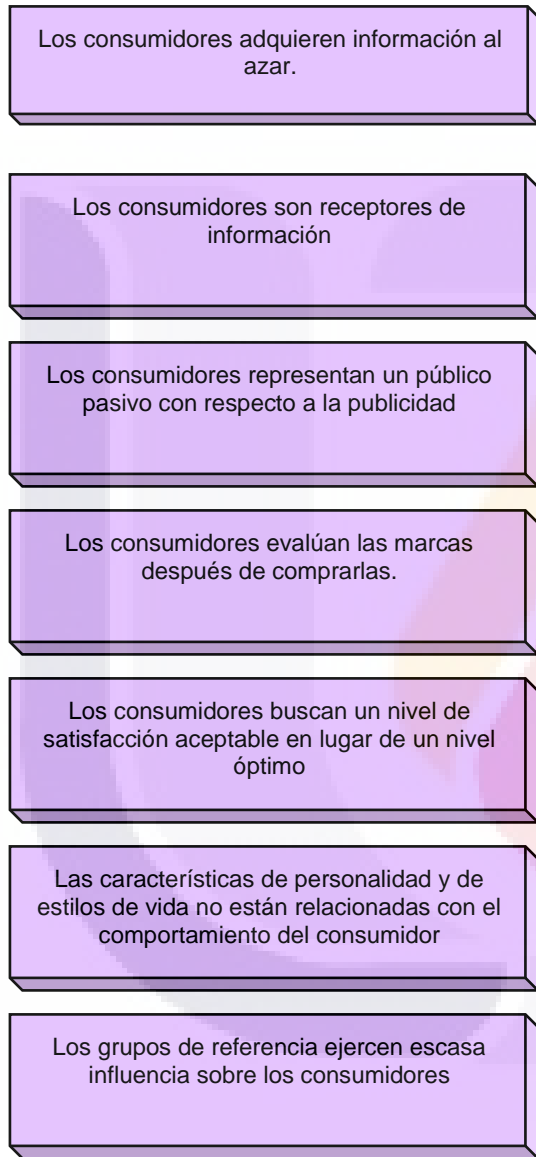 Los consumidores adquieren información al
azar.
Los consumidores son receptores de
información
Los consumidores representan un público
pasivo con respecto a la publicidad
Los consumidores evalúan las marcas
después de comprarlas.
Los consumidores buscan un nivel de
satisfacción aceptable en lugar de un nivel
óptimo
Las características de personalidad y de
estilos de vida no están relacionadas con el
comportamiento del consumidor
Los grupos de referencia ejercen escasa
influencia sobre los consumidores